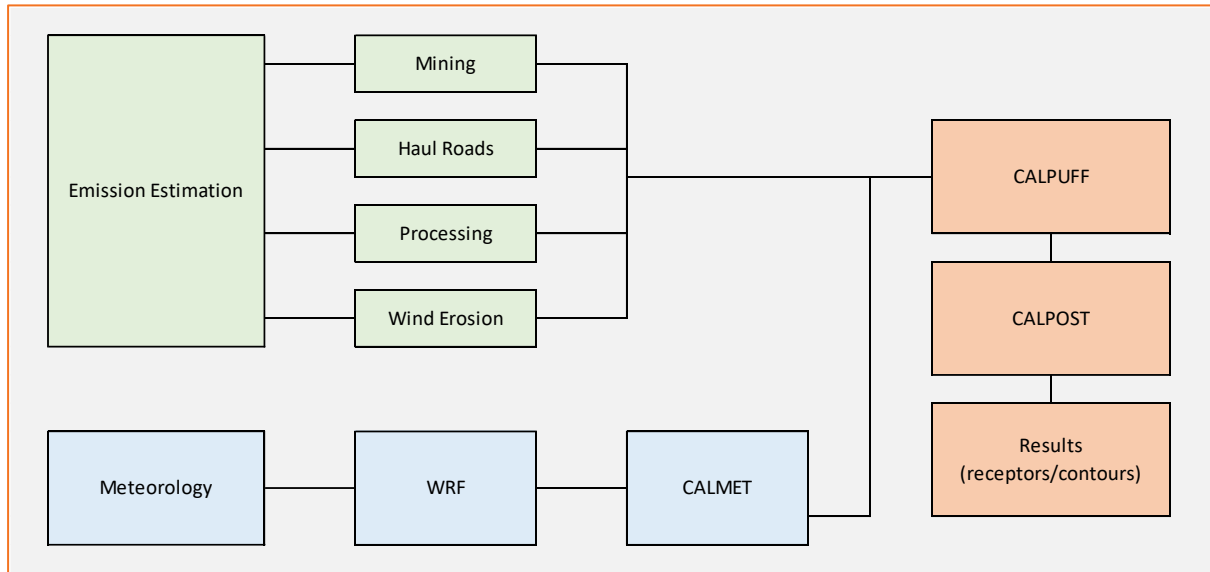 Emission Estimation
Mining
Haul Roads
Processing
Wind Erosion
Meteorology
WRF
CALMET
CALPUFF
CALPOST
Results
(receptors/contours)